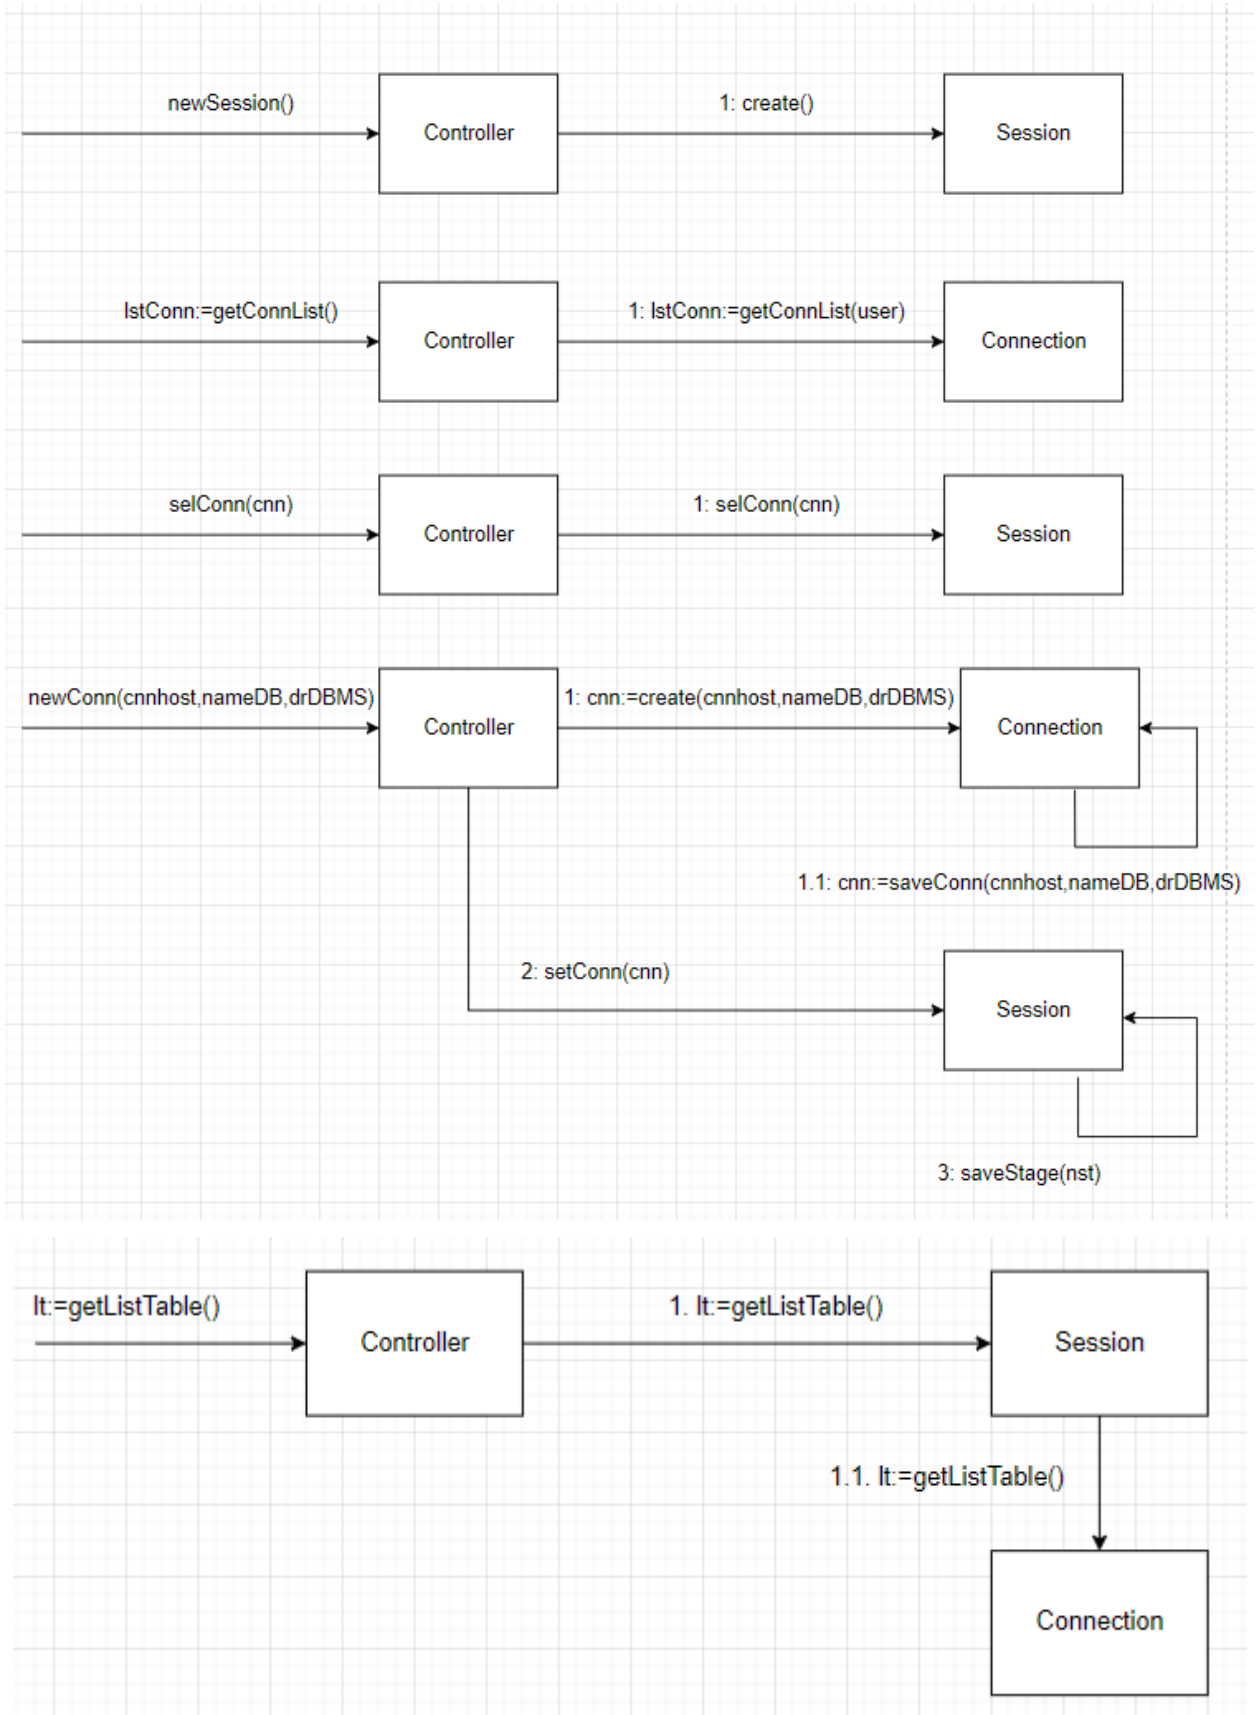 newSession()
1: create()
Controller
Session
lstConn:=getConnList()
1: lstConn:=getConnList(user)
Controller
Connection
selConn(cnn)
1: selConn(cnn)
Controller
Session
newConn(cnnhost,nameDB,drDBMS)
1: cnn:=create(cnnhost,nameDB,drDBMS)
Controller
Connection
1.1: cnn:=saveConn(cnnhost,nameDB,drDBMS)
2: setConn(cnn)
Session
3: saveStage(nst)
lt:=getListTable()
1. lt:=getListTable()
Controller
Session
1.1. lt:=getListTable()
Connection